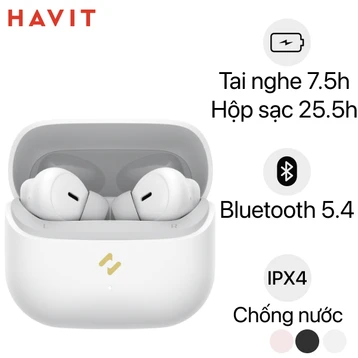 HAVIT
Tai nghe 7.5h
Hộp sạc 25.5h
Bluetooth 5.4
IPX4
Chống nước